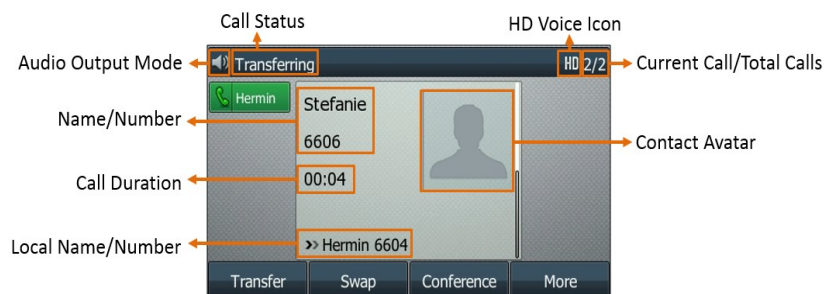 Call Status
HD Voice Icon
Audio Output Mode
Transferring
HD 2/2
Current Call/Total Calls
Hermin
Stefanie
Name/Number
6606
Contact Avatar
Call Duration
00:04
Local Name/Number
>> Hermin 6604
Transfer Swap Conference More